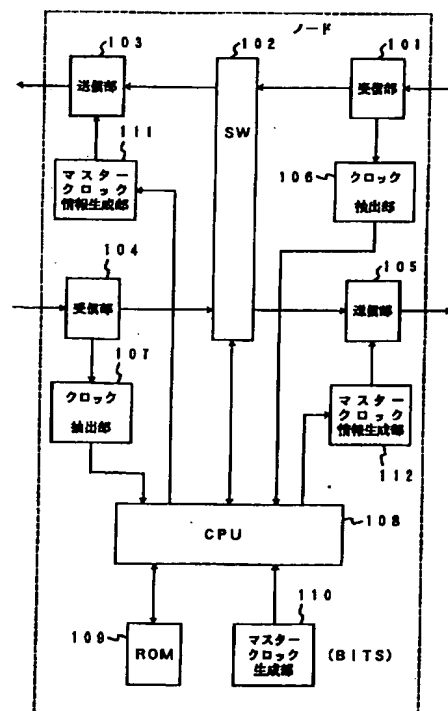 ノード
103
102
101
送信部
受信部
SW
111
マスター
クロック
情報生成部
106
クロック
抽出部
104
105
受信部
送信部
107
クロック
抽出部
マスター
クロック
情報生成部
112
CPU
108
110
109
ROM
マスター
クロック
生成部
(BITS)